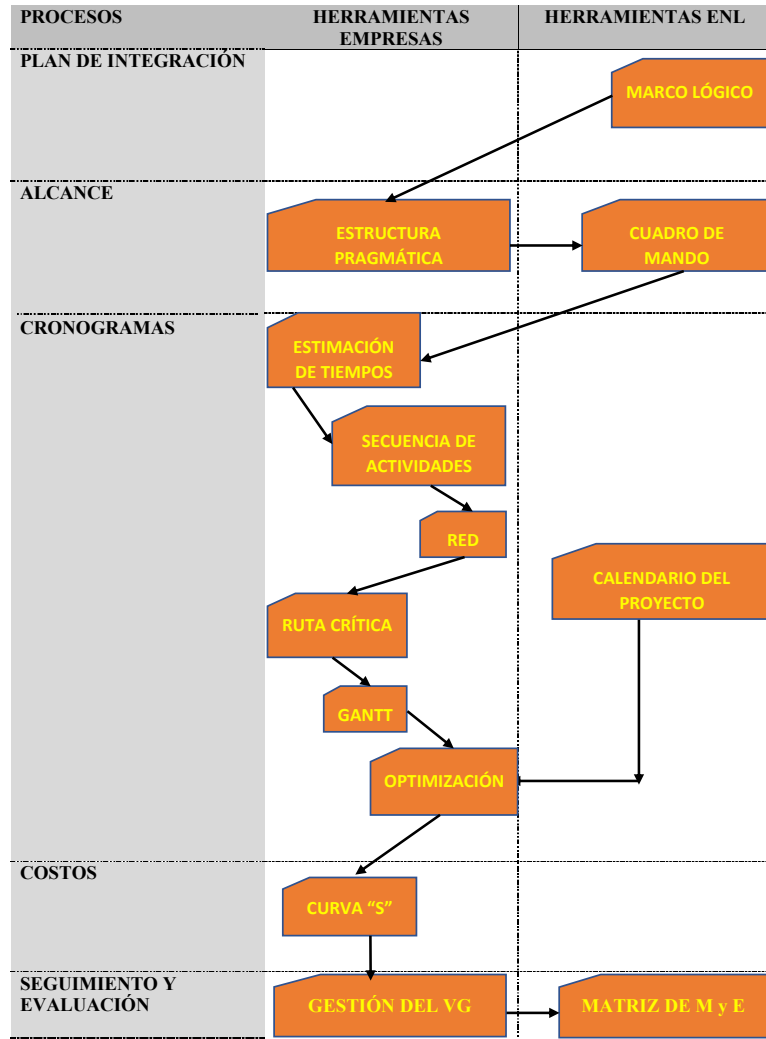 PROCESOS
HERRAMIENTAS
EMPRESAS
HERRAMIENTAS ENL
PLAN DE INTEGRACIÓN
MARCO LÓGICO
ALCANCE
ESTRUCTURA
PRAGMÁTICA
CUADRO DE
MANDO
CRONOGRAMAS
ESTIMACIÓN
DE TIEMPOS
SECUENCIA DE
ACTIVIDADES
RED
CALENDARIO DEL
PROYECTO
RUTA CRÍTICA
GANTT
OPTIMIZACIÓN
COSTOS
CURVA “S”
SEGUIMIENTO Y
EVALUACIÓN
GESTIÓN DEL VG
MATRIZ DE M y E